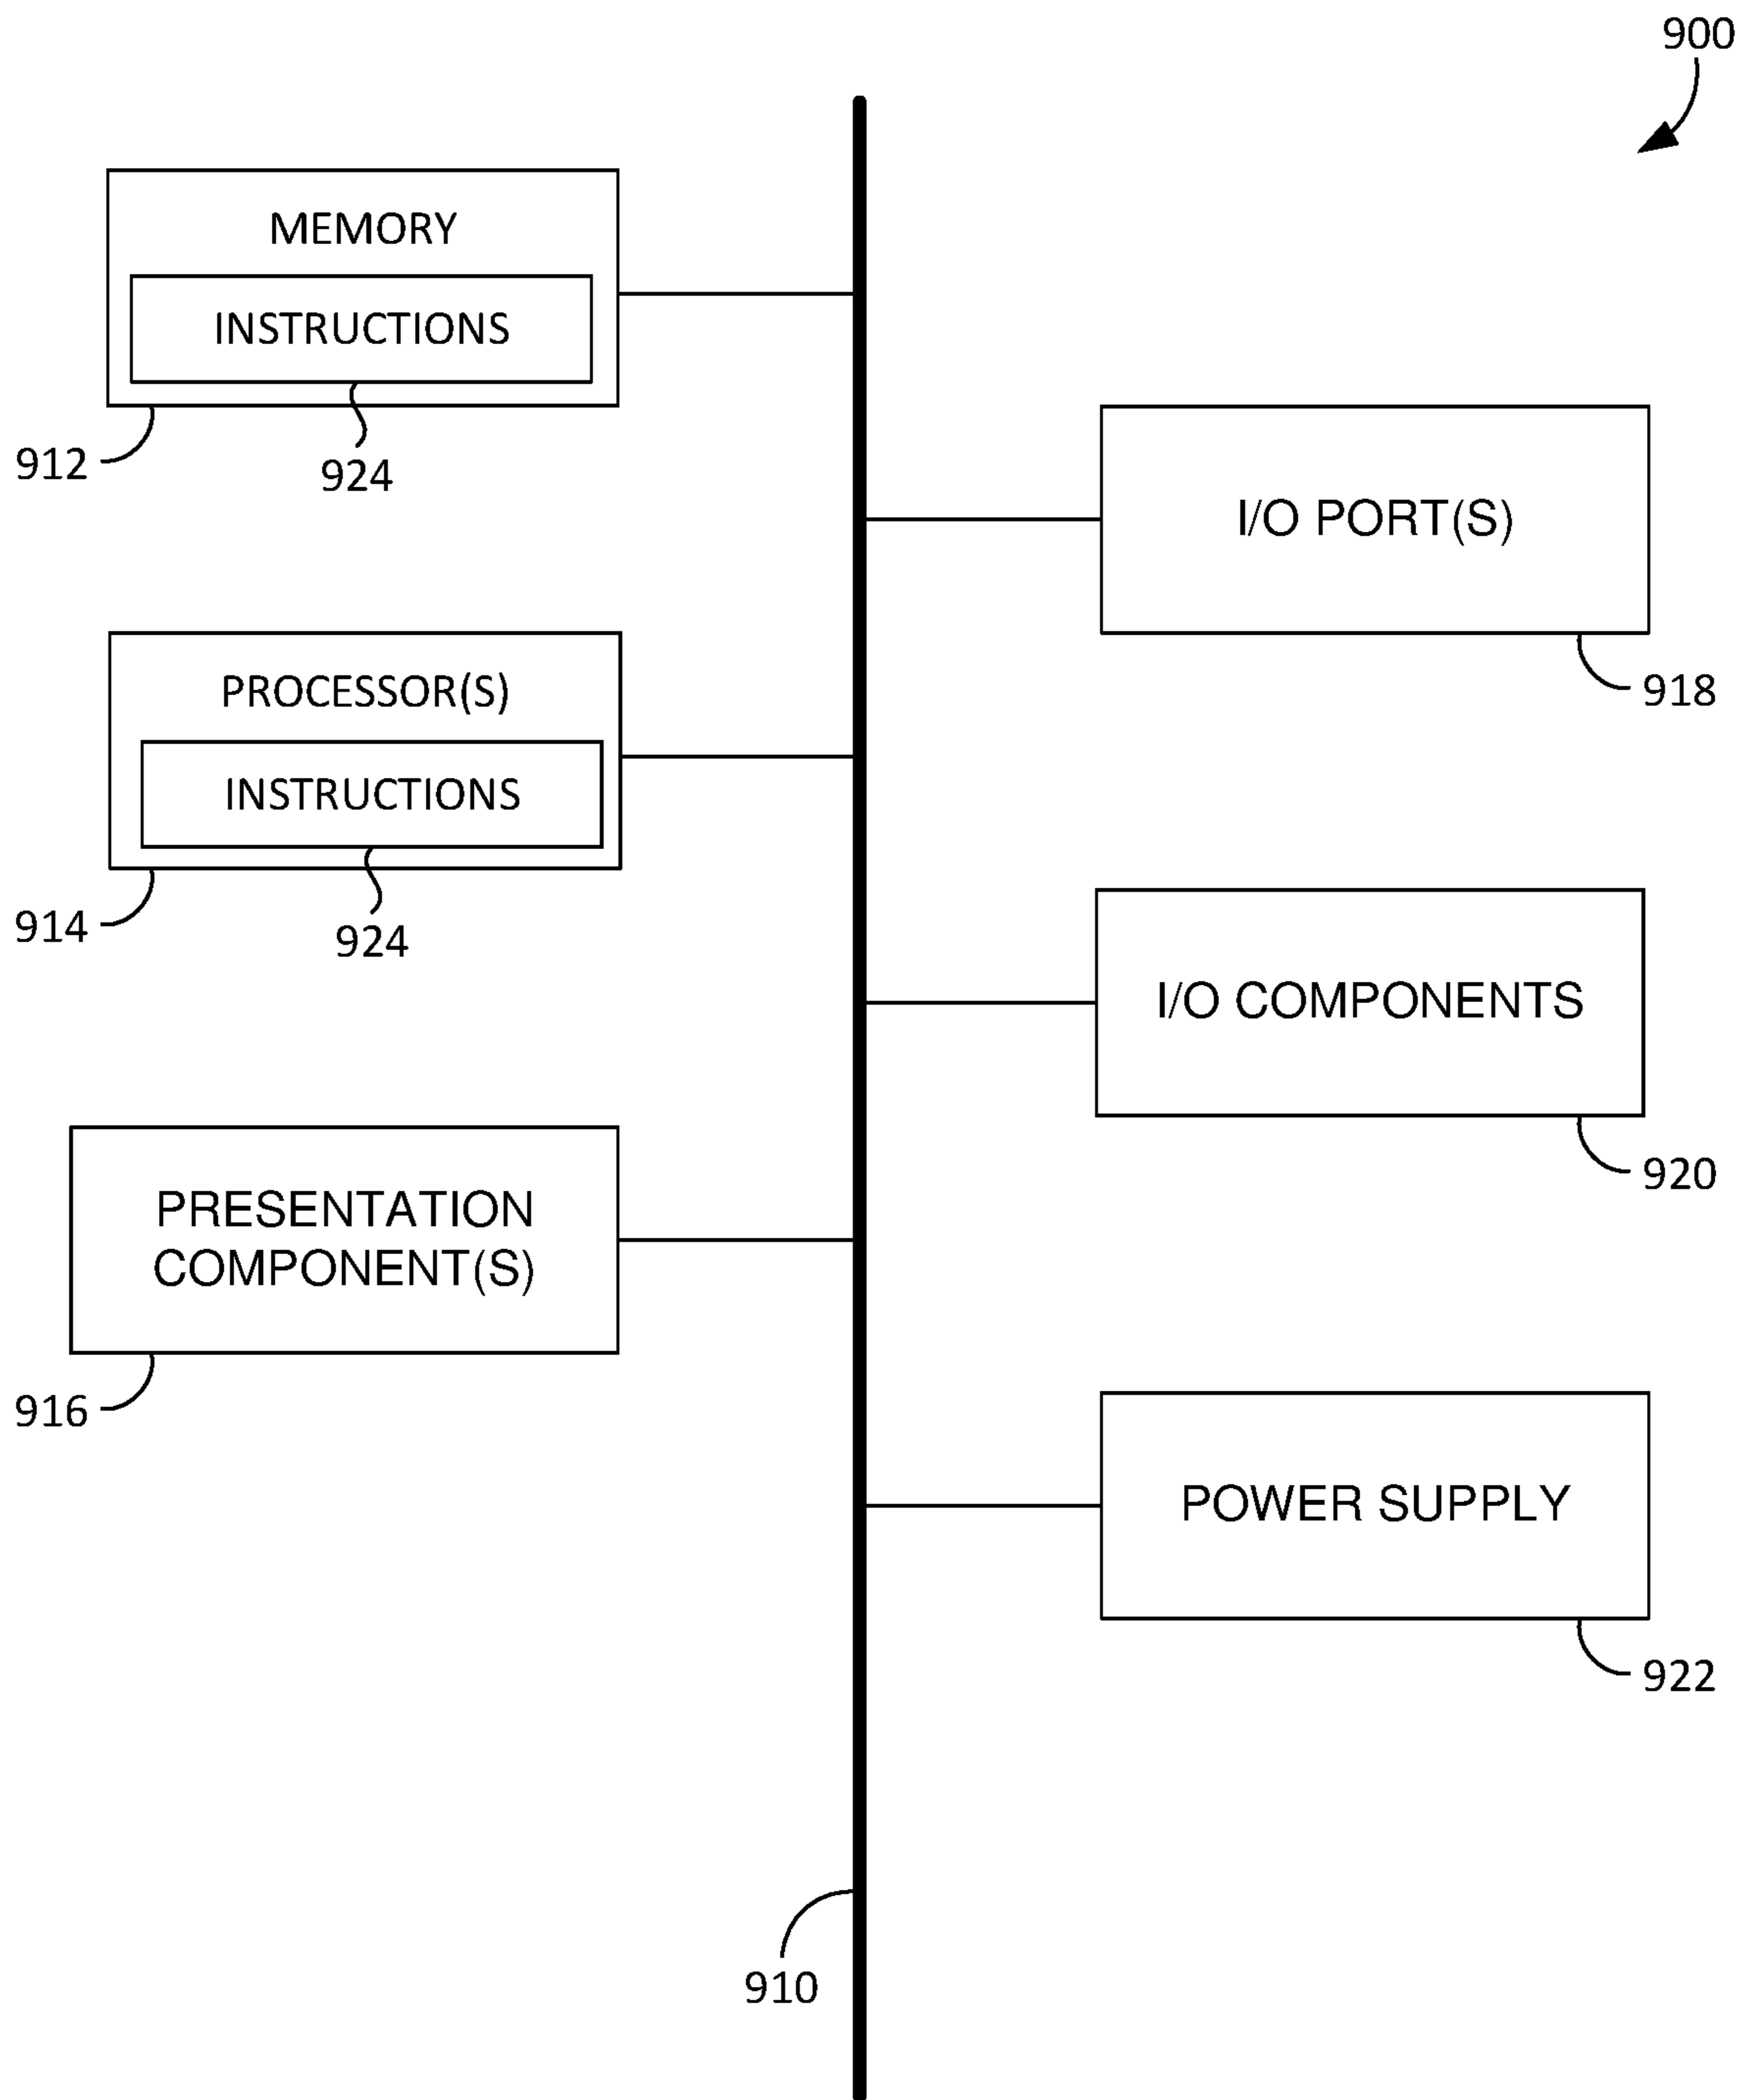 900
MEMORY
INSTRUCTIONS
912
924
I/O PORT(S)
918
PROCESSOR(S)
INSTRUCTIONS
914
924
I/O COMPONENTS
920
PRESENTATION
COMPONENT(S)
916
POWER SUPPLY
922
910